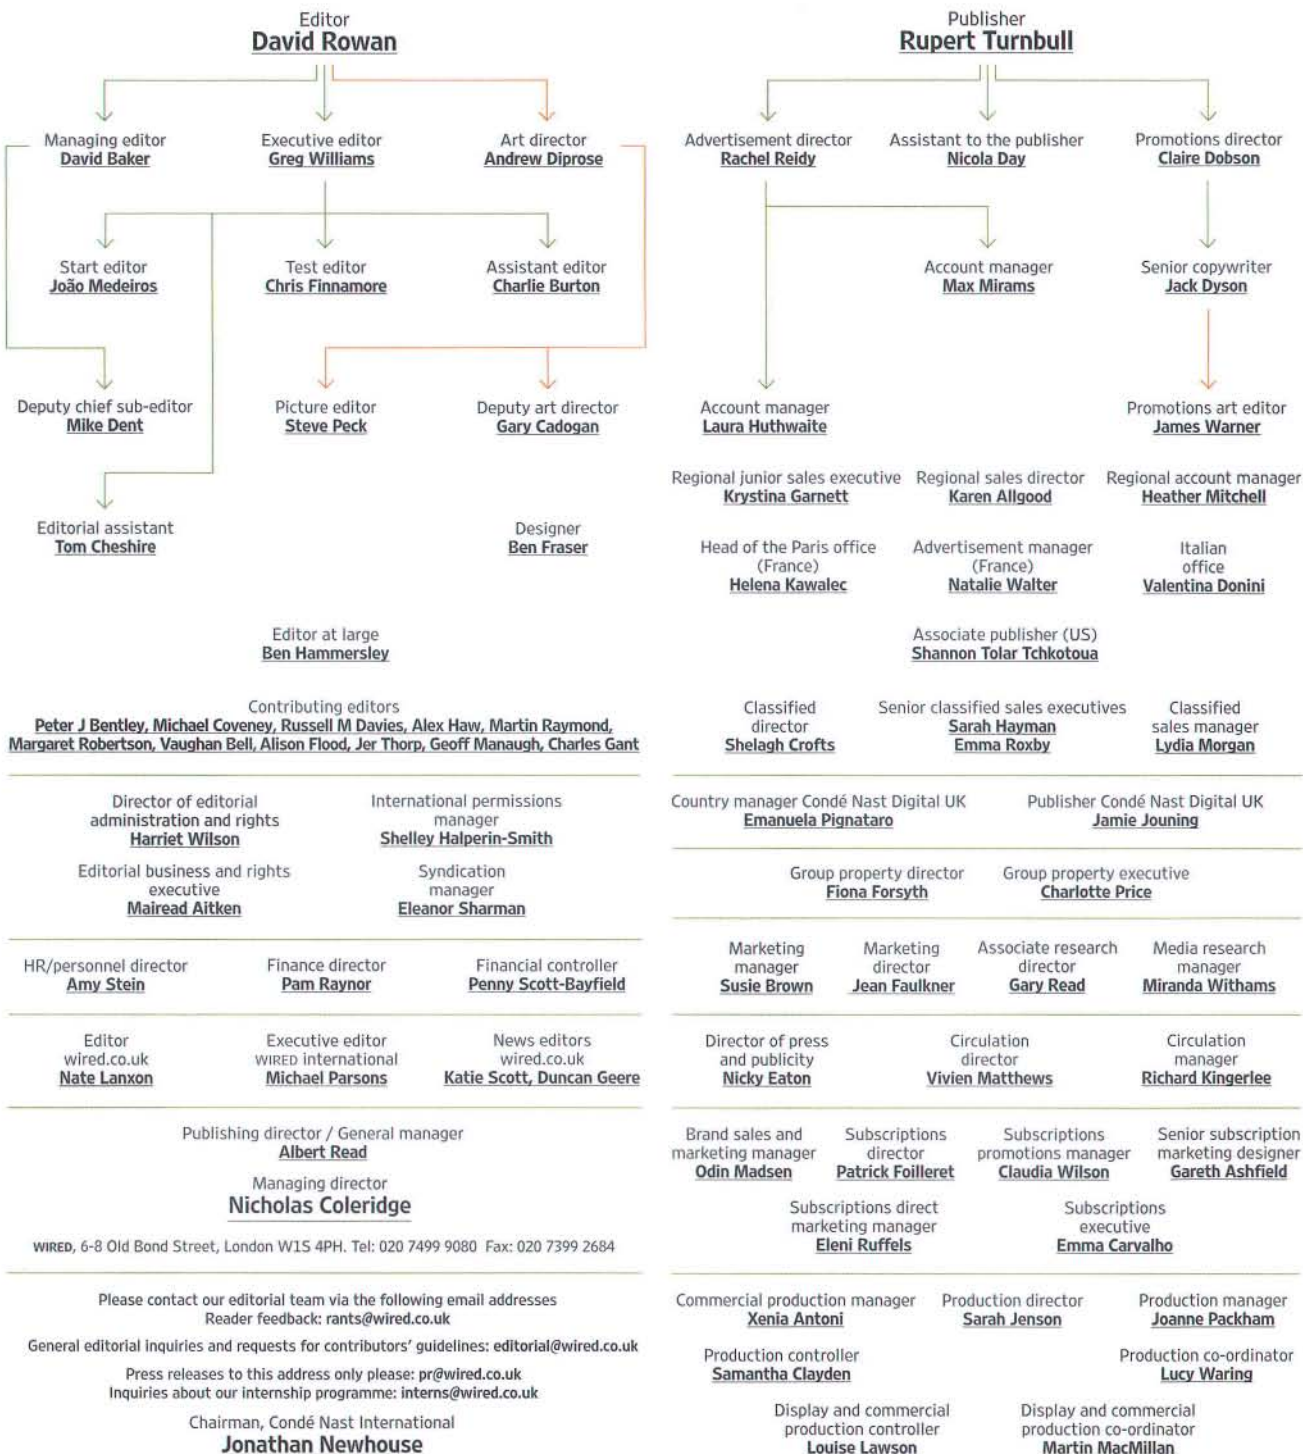 Editor
David Rowan
Managing editor
David Baker
Executive editor
Greg Williams
Art director
Andrew Diprose
Start editor
João Medeiros
Test editor
Chris Finnamore
Assistant editor
Charlie Burton
Deputy chief sub-editor
Mike Dent
Picture editor
Steve Peck
Deputy art director
Gary Cadogan
Editorial assistant
Tom Cheshire
Designer
Ben Fraser
Editor at large
Ben Hammersley
Contributing editors
Peter J Bentley, Michael Coveney, Russell M Davies, Alex Haw, Martin Raymond,
Margaret Robertson, Vaughan Bell, Alison Flood, Jer Thorp, Geoff Manaugh, Charles Gant
Director of editorial
administration and rights
Harriet Wilson
International permissions
manager
Shelley Halperin-Smith
Editorial business and rights
executive
Mairead Aitken
Syndication
manager
Eleanor Sharman
HR/personnel director
Amy Stein
Finance director
Pam Raynor
Financial controller
Penny Scott-Bayfield
Editor
wired.co.uk
Nate Lanxon
Executive editor
WIRED international
Michael Parsons
News editors
wired.co.uk
Katie Scott, Duncan Geere
Publishing director / General manager
Albert Read
Managing director
Nicholas Coleridge
WIRED, 6-8 Old Bond Street, London W1S 4PH. Tel: 020 7499 9080 Fax: 020 7399 2684
Please contact our editorial team via the following email addresses
Reader feedback: rants@wired.co.uk
General editorial inquiries and requests for contributors' guidelines: editorial@wired.co.uk
Press releases to this address only please: pr@wired.co.uk
Inquiries about our internship programme: interns@wired.co.uk
Chairman, Condé Nast International
Jonathan Newhouse
Publisher
Rupert Turnbull
Advertisement director
Rachel Reidy
Assistant to the publisher
Nicola Day
Promotions director
Claire Dobson
Account manager
Max Mirams
Senior copywriter
Jack Dyson
Account manager
Laura Huthwaite
Promotions art editor
James Warner
Regional junior sales executive
Krystina Garnett
Regional sales director
Karen Allgood
Regional account manager
Heather Mitchell
Head of the Paris office
(France)
Helena Kawalec
Advertisement manager
(France)
Natalie Walter
Italian
office
Valentina Donini
Associate publisher (US)
Shannon Tolar Tchkotoua
Classified
director
Shelagh Crofts
Senior classified sales executives
Sarah Hayman
Emma Roxby
Classified
sales manager
Lydia Morgan
Country manager Condé Nast Digital UK
Emanuela Pignataro
Publisher Condé Nast Digital UK
Jamie Jouning
Group property director
Fiona Forsyth
Group property executive
Charlotte Price
Marketing
manager
Susie Brown
Marketing
director
Jean Faulkner
Associate research
director
Gary Read
Media research
manager
Miranda Withams
Director of press
and publicity
Nicky Eaton
Circulation
director
Vivien Matthews
Circulation
manager
Richard Kingerlee
Brand sales and
marketing manager
Odin Madsen
Subscriptions
director
Patrick Foilleret
Subscriptions
promotions manager
Claudia Wilson
Senior subscription
marketing designer
Gareth Ashfield
Subscriptions direct
marketing manager
Eleni Ruffels
Subscriptions
executive
Emma Carvalho
Commercial production manager
Xenia Antoni
Production director
Sarah Jenson
Production manager
Joanne Packham
Production controller
Samantha Clayden
Production co-ordinator
Lucy Waring
Display and commercial
production controller
Louise Lawson
Display and commercial
production co-ordinator
Martin MacMillan